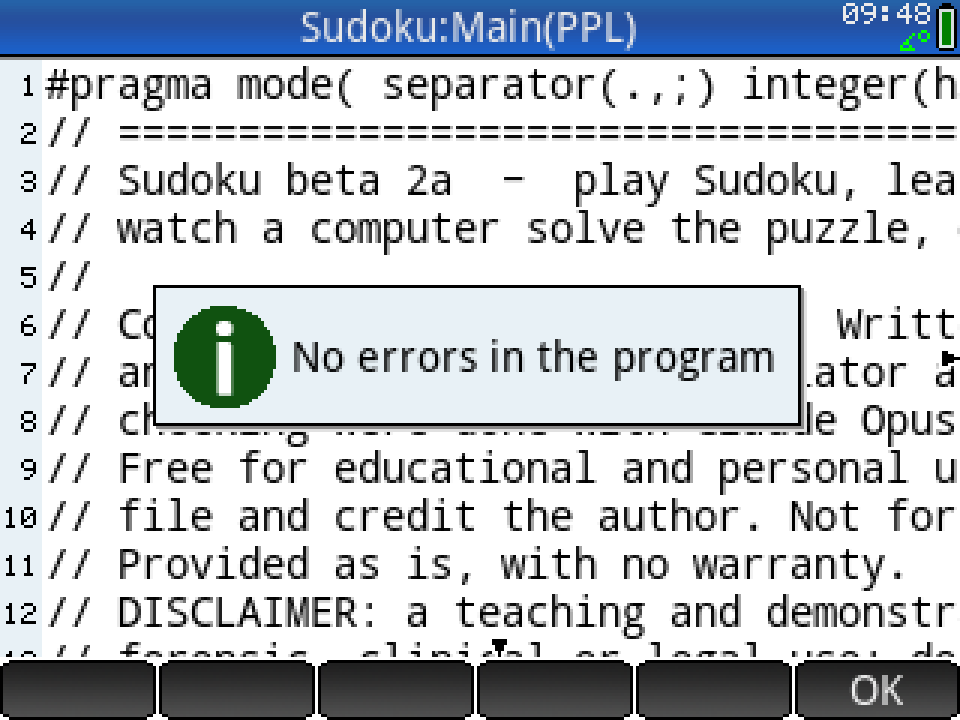 Sudoku:Main(PPL)
09:48
1 #pragma mode( separator(.,;) integer(h
2 // ===================================
3 // Sudoku beta 2a – play Sudoku, lea
4 // watch a computer solve the puzzle,
5 //
6 // Co Writt
7 // an lator a
8 // Opus
9 // Free for educational and personal u
10 // file and credit the author. Not for
11 // Provided as is, with no warranty.
12 // DISCLAIMER: a teaching and demonstr
No errors in the program
OK